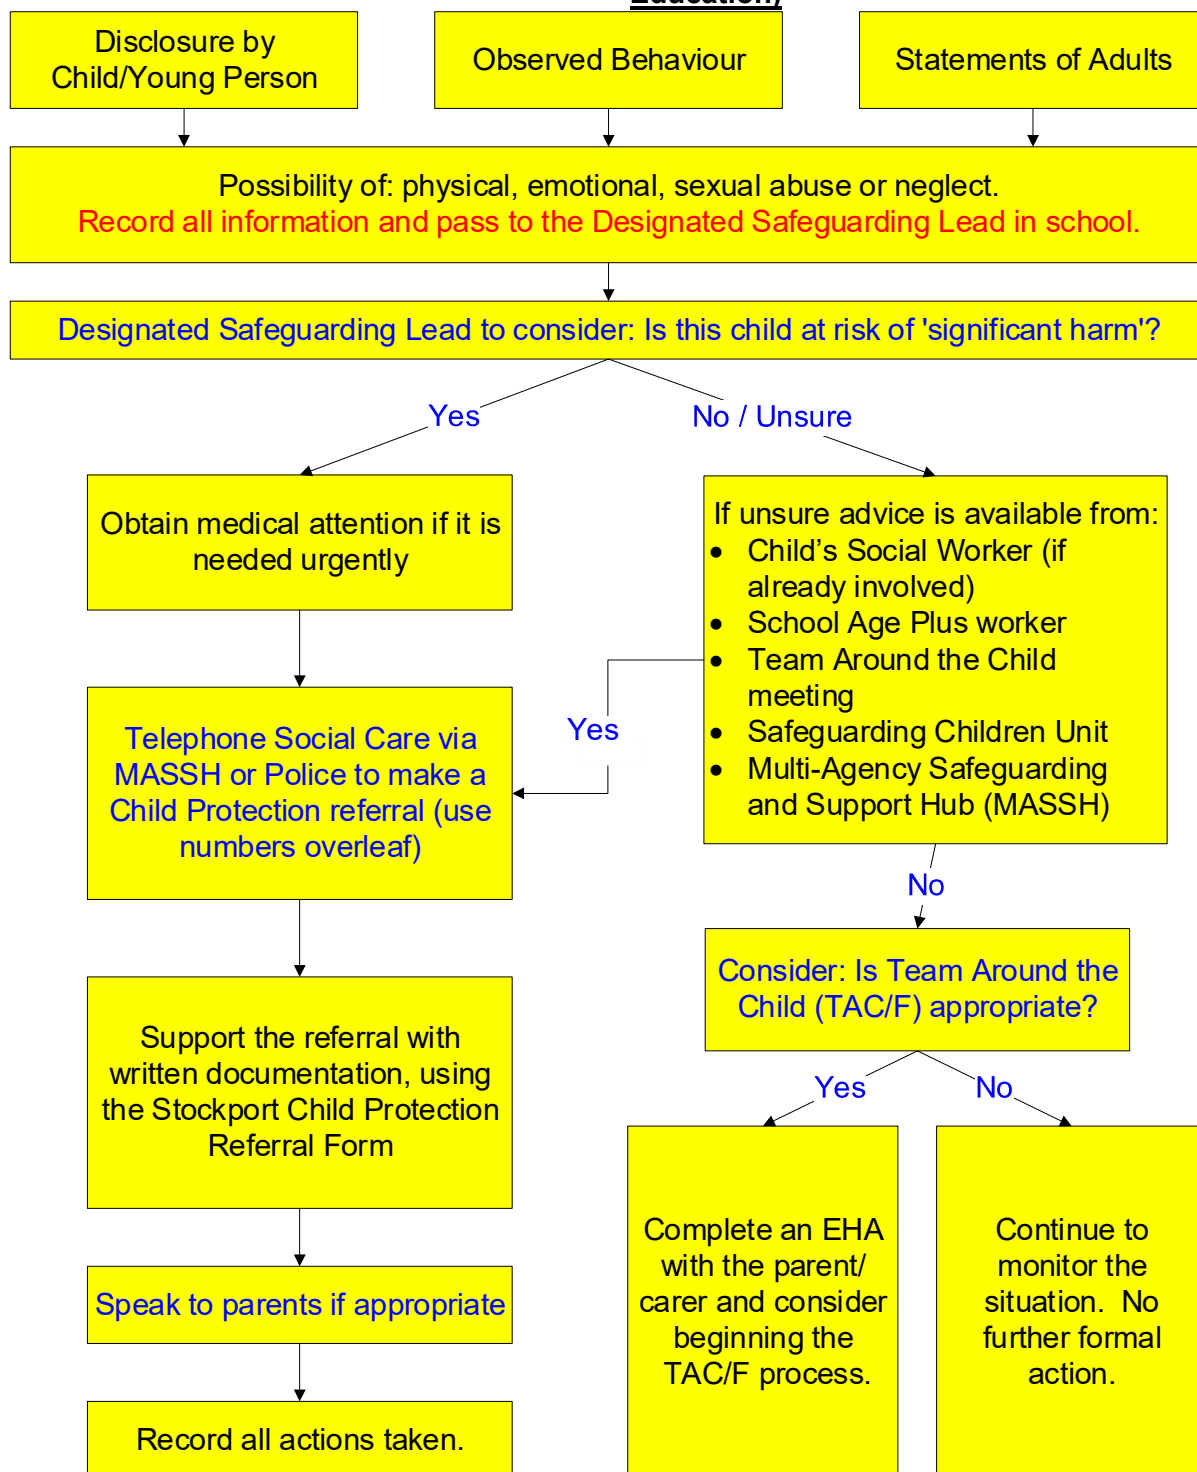 Education)
Disclosure by
Child/Young Person
Observed Behaviour
Statements of Adults
Possibility of: physical, emotional, sexual abuse or neglect.
Record all information and pass to the Designated Safeguarding Lead in school.
Designated Safeguarding Lead to consider: Is this child at risk of 'significant harm'?
Yes
No / Unsure
Obtain medical attention if it is
needed urgently
If unsure advice is available from:
• Child’s Social Worker (if
already involved)
• School Age Plus worker
• Team Around the Child
meeting
• Safeguarding Children Unit
• Multi-Agency Safeguarding
and Support Hub (MASSH)
Yes
Telephone Social Care via
MASSH or Police to make a
Child Protection referral (use
numbers overleaf)
No
Consider: Is Team Around the
Child (TAC/F) appropriate?
Support the referral with
written documentation, using
the Stockport Child Protection
Referral Form
Yes
No
Complete an EHA
with the parent/
carer and consider
beginning the
TAC/F process.
Continue to
monitor the
situation. No
further formal
action.
Speak to parents if appropriate
Record all actions taken.